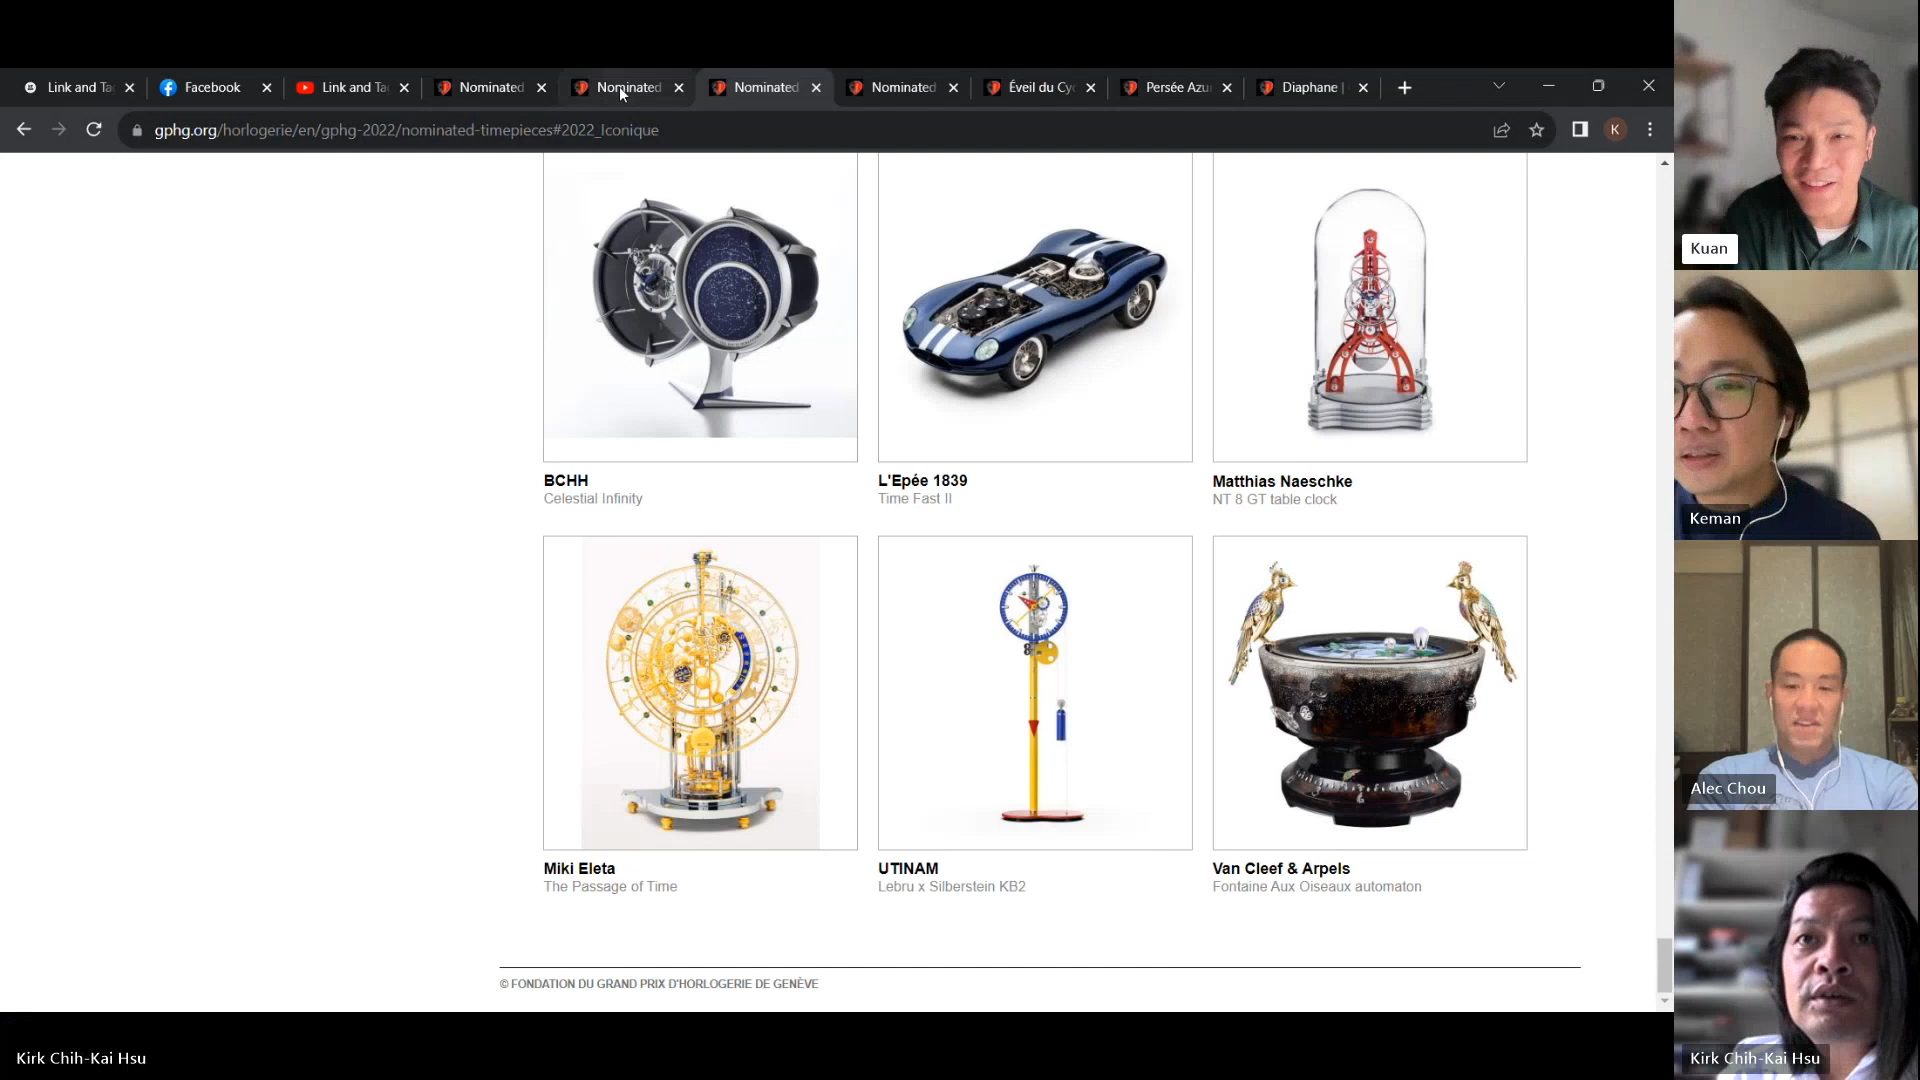 Link and Ta
Facebook
Link and Ta
Nominated
Nominated
Nominated
Nominated
Éveil du Cy
Persée Azu
Diaphane |
gphg.org/horlogerie/en/gphg-2022/nominated-timepieces#2022_Iconique
K
Kuan
BCHH
Celestial Infinity
L'Epée 1839
Time Fast II
Matthias Naeschke
NT 8 GT table clock
Keman
Alec Chou
Miki Eleta
The Passage of Time
UTINAM
Lebru x Silberstein KB2
Van Cleef & Arpels
Fontaine Aux Oiseaux automaton
© FONDATION DU GRAND PRIX D'HORLOGERIE DE GENÈVE
Kirk Chih-Kai Hsu
Kirk Chih-Kai Hsu